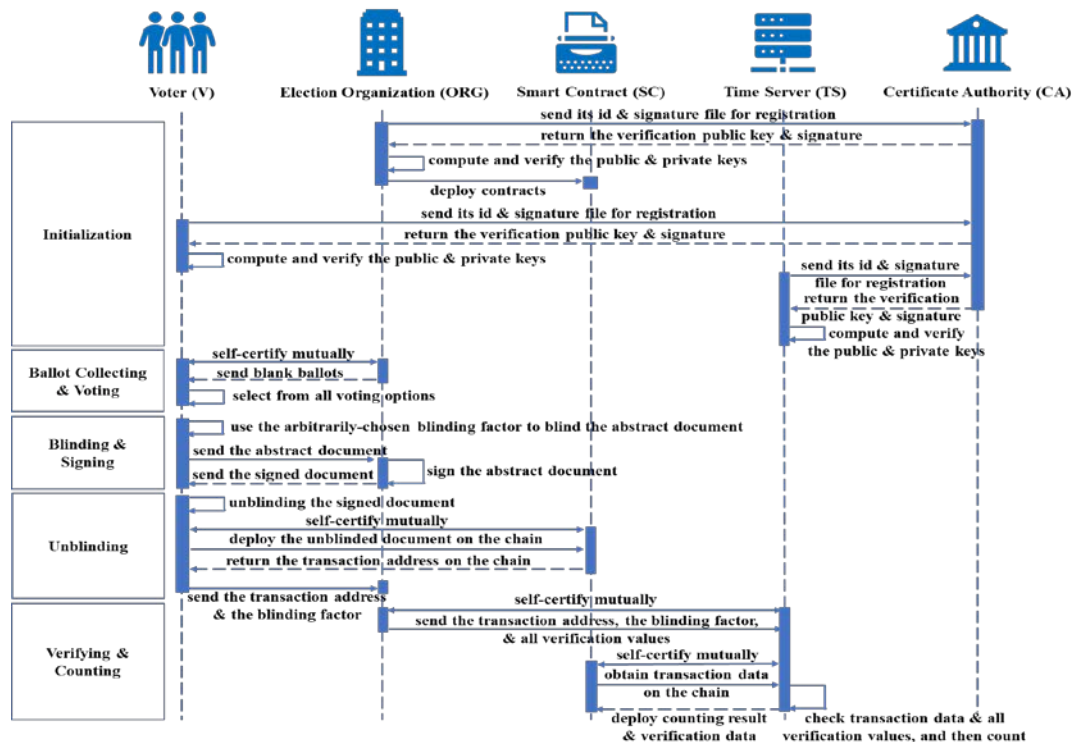 Voter (V)
Election Organization (ORG)
Smart Contract (SC)
Time Server (TS)
Certificate Authority (CA)
Initialization
send its id & signature file for registration
return the verification public key & signature
compute and verify the public & private keys
deploy contracts
send its id & signature file for registration
return the verification public key & signature
compute and verify the public & private keys
send its id & signature
file for registration
return the verification
public key & signature
compute and verify
the public & private keys
Ballot Collecting
& Voting
self-certify mutually
send blank ballots
select from all voting options
Blinding &
Signing
use the arbitrarily-chosen blinding factor to blind the abstract document
send the abstract document
sign the abstract document
send the signed document
Unblinding
unblinding the signed document
self-certify mutually
deploy the unblinded document on the chain
return the transaction address on the chain
send the transaction address
& the blinding factor
Verifying &
Counting
self-certify mutually
send the transaction address, the blinding factor,
& all verification values
self-certify mutually
obtain transaction data
on the chain
deploy counting result
& verification data
check transaction data & all
verification values, and then count